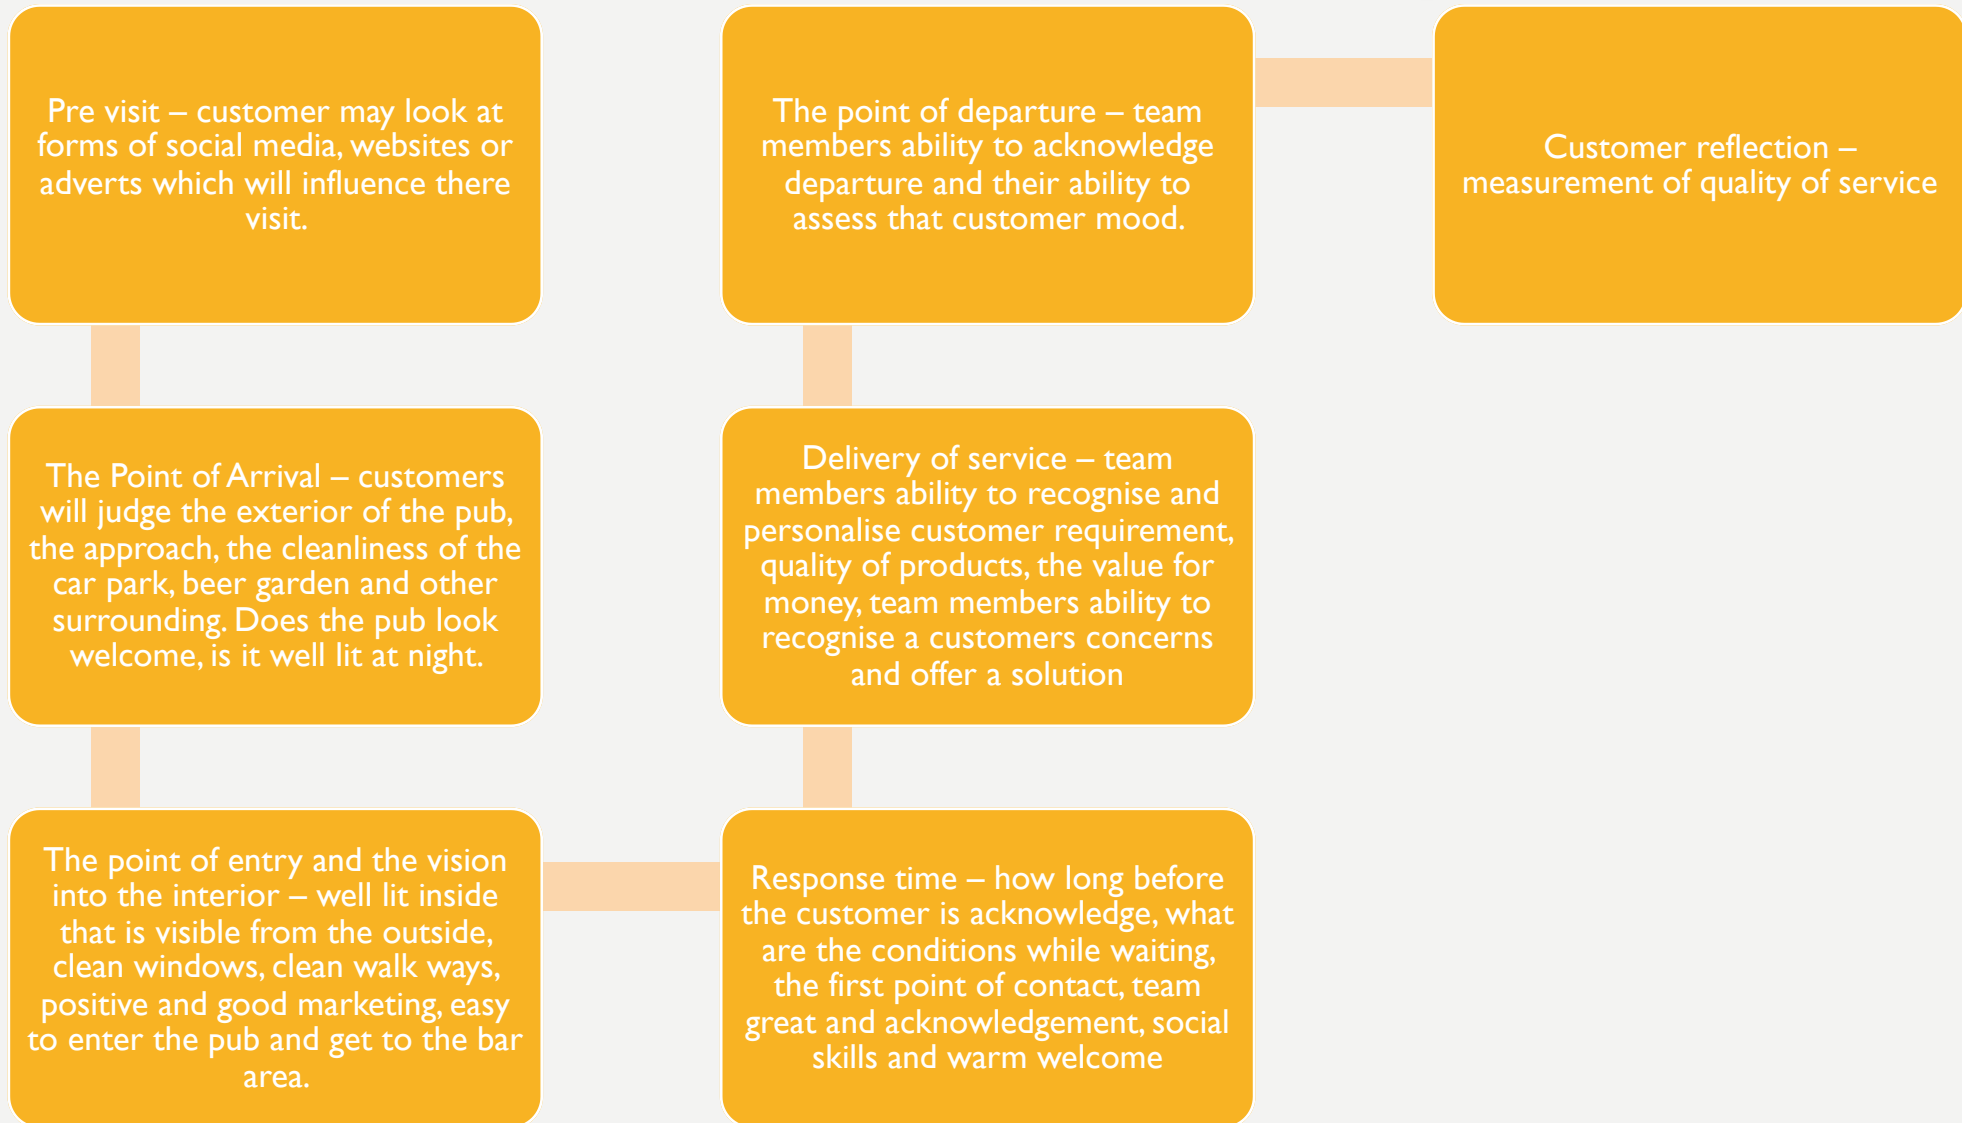 Pre visit – customer may look at
forms of social media, websites or
adverts which will influence there
visit.
The Point of Arrival – customers
will judge the exterior of the pub,
the approach, the cleanliness of the
car park, beer garden and other
surrounding. Does the pub look
welcome, is it well lit at night.
The point of entry and the vision
into the interior – well lit inside
that is visible from the outside,
clean windows, clean walk ways,
positive and good marketing, easy
to enter the pub and get to the bar
area.
Response time – how long before
the customer is acknowledge, what
are the conditions while waiting,
the first point of contact, team
great and acknowledgement, social
skills and warm welcome
Delivery of service – team
members ability to recognise and
personalise customer requirement,
quality of products, the value for
money, team members ability to
recognise a customers concerns
and offer a solution
The point of departure – team
members ability to acknowledge
departure and their ability to
assess that customer mood.
Customer reflection –
measurement of quality of service